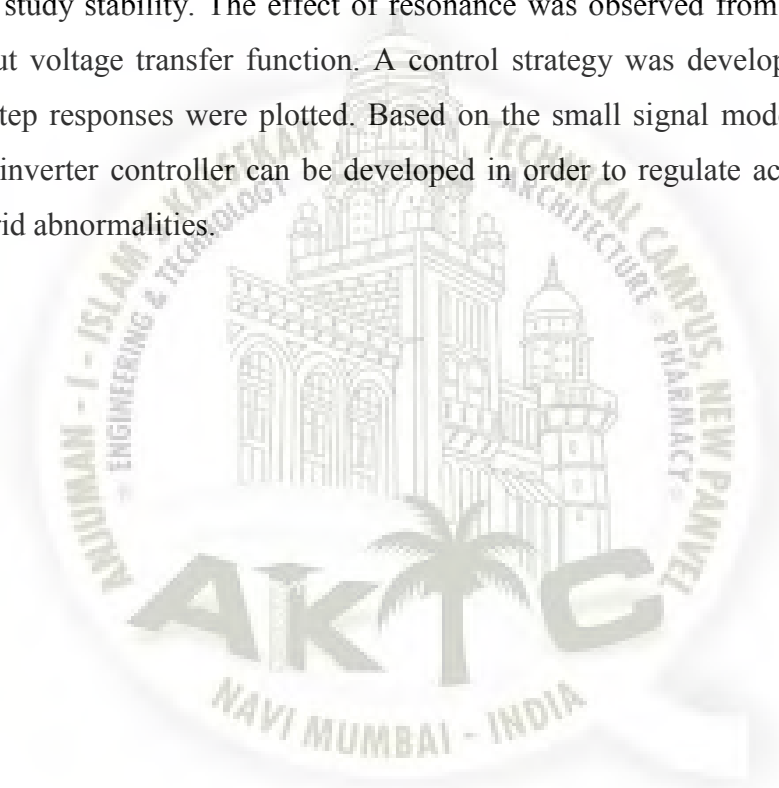 study stability. The effect of resonance was observed from
ut voltage transfer function. A control strategy was develop
tep responses were plotted. Based on the small signal mode
inverter controller can be developed in order to regulate ac
id abnormalities.
ANJUMAN - I - ISLAM'S KALSEKAR TECHNICAL CAMPUS, NEW PANVEL
ENGINEERING & TECHNOLOGY ARCHITECTURE PHARMACY
AKTC
NAVI MUMBAI - INDIA